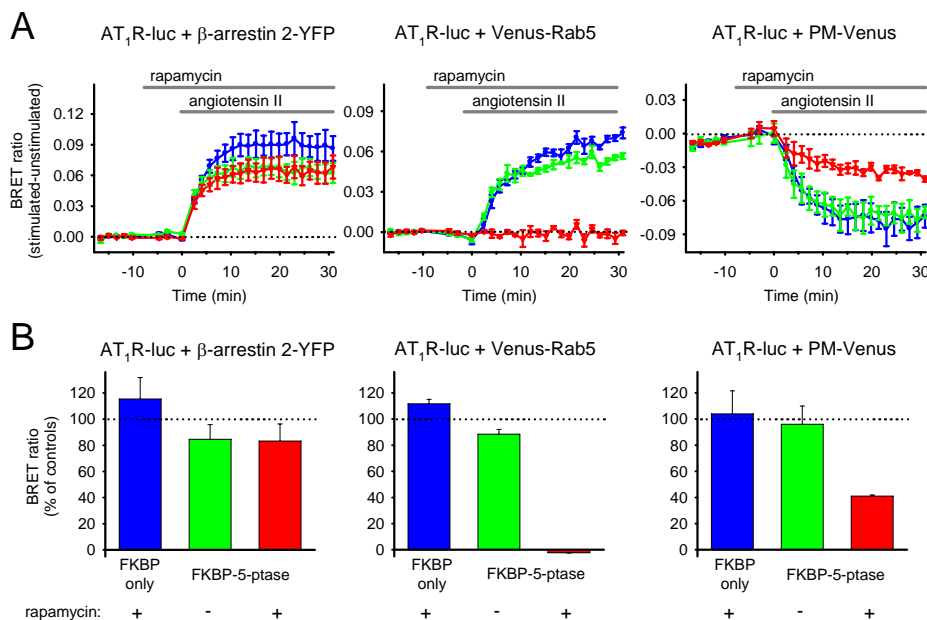 A
AT1R-luc + β-arrestin 2-YFP
AT1R-luc + Venus-Rab5
AT1R-luc + PM-Venus
rapamycin
angiotensin II
rapamycin
angiotensin II
rapamycin
angiotensin II
BRET ratio
(stimulated-unstimulated)
0.12
0.09
0.06
0.03
0.00
-10 0 10 20 30
Time (min)
0.09
0.06
0.03
0.00
-10 0 10 20 30
Time (min)
0.03
0.00
-0.03
-0.06
-0.09
-10 0 10 20 30
Time (min)
B
AT1R-luc + β-arrestin 2-YFP
AT1R-luc + Venus-Rab5
AT1R-luc + PM-Venus
BRET ratio
(% of controls)
120
100
80
60
40
20
0
FKBP
only
FKBP-5-ptase
120
100
80
60
40
20
0
FKBP
only
FKBP-5-ptase
120
100
80
60
40
20
0
FKBP
only
FKBP-5-ptase
rapamycin: + - + + - + + - +